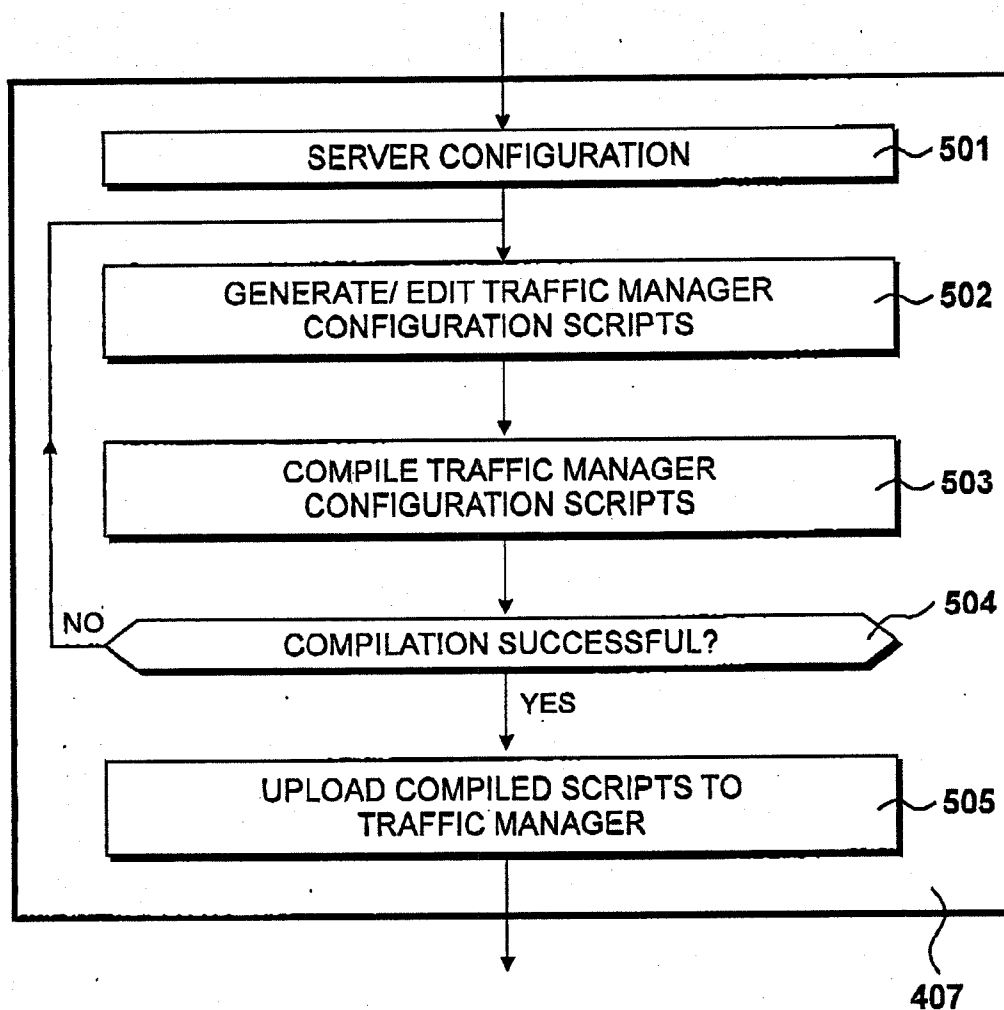 SERVER CONFIGURATION
501
GENERATE/ EDIT TRAFFIC MANAGER
CONFIGURATION SCRIPTS
502
COMPILE TRAFFIC MANAGER
CONFIGURATION SCRIPTS
503
NO
COMPILATION SUCCESSFUL?
504
YES
UPLOAD COMPILED SCRIPTS TO
TRAFFIC MANAGER
505
407